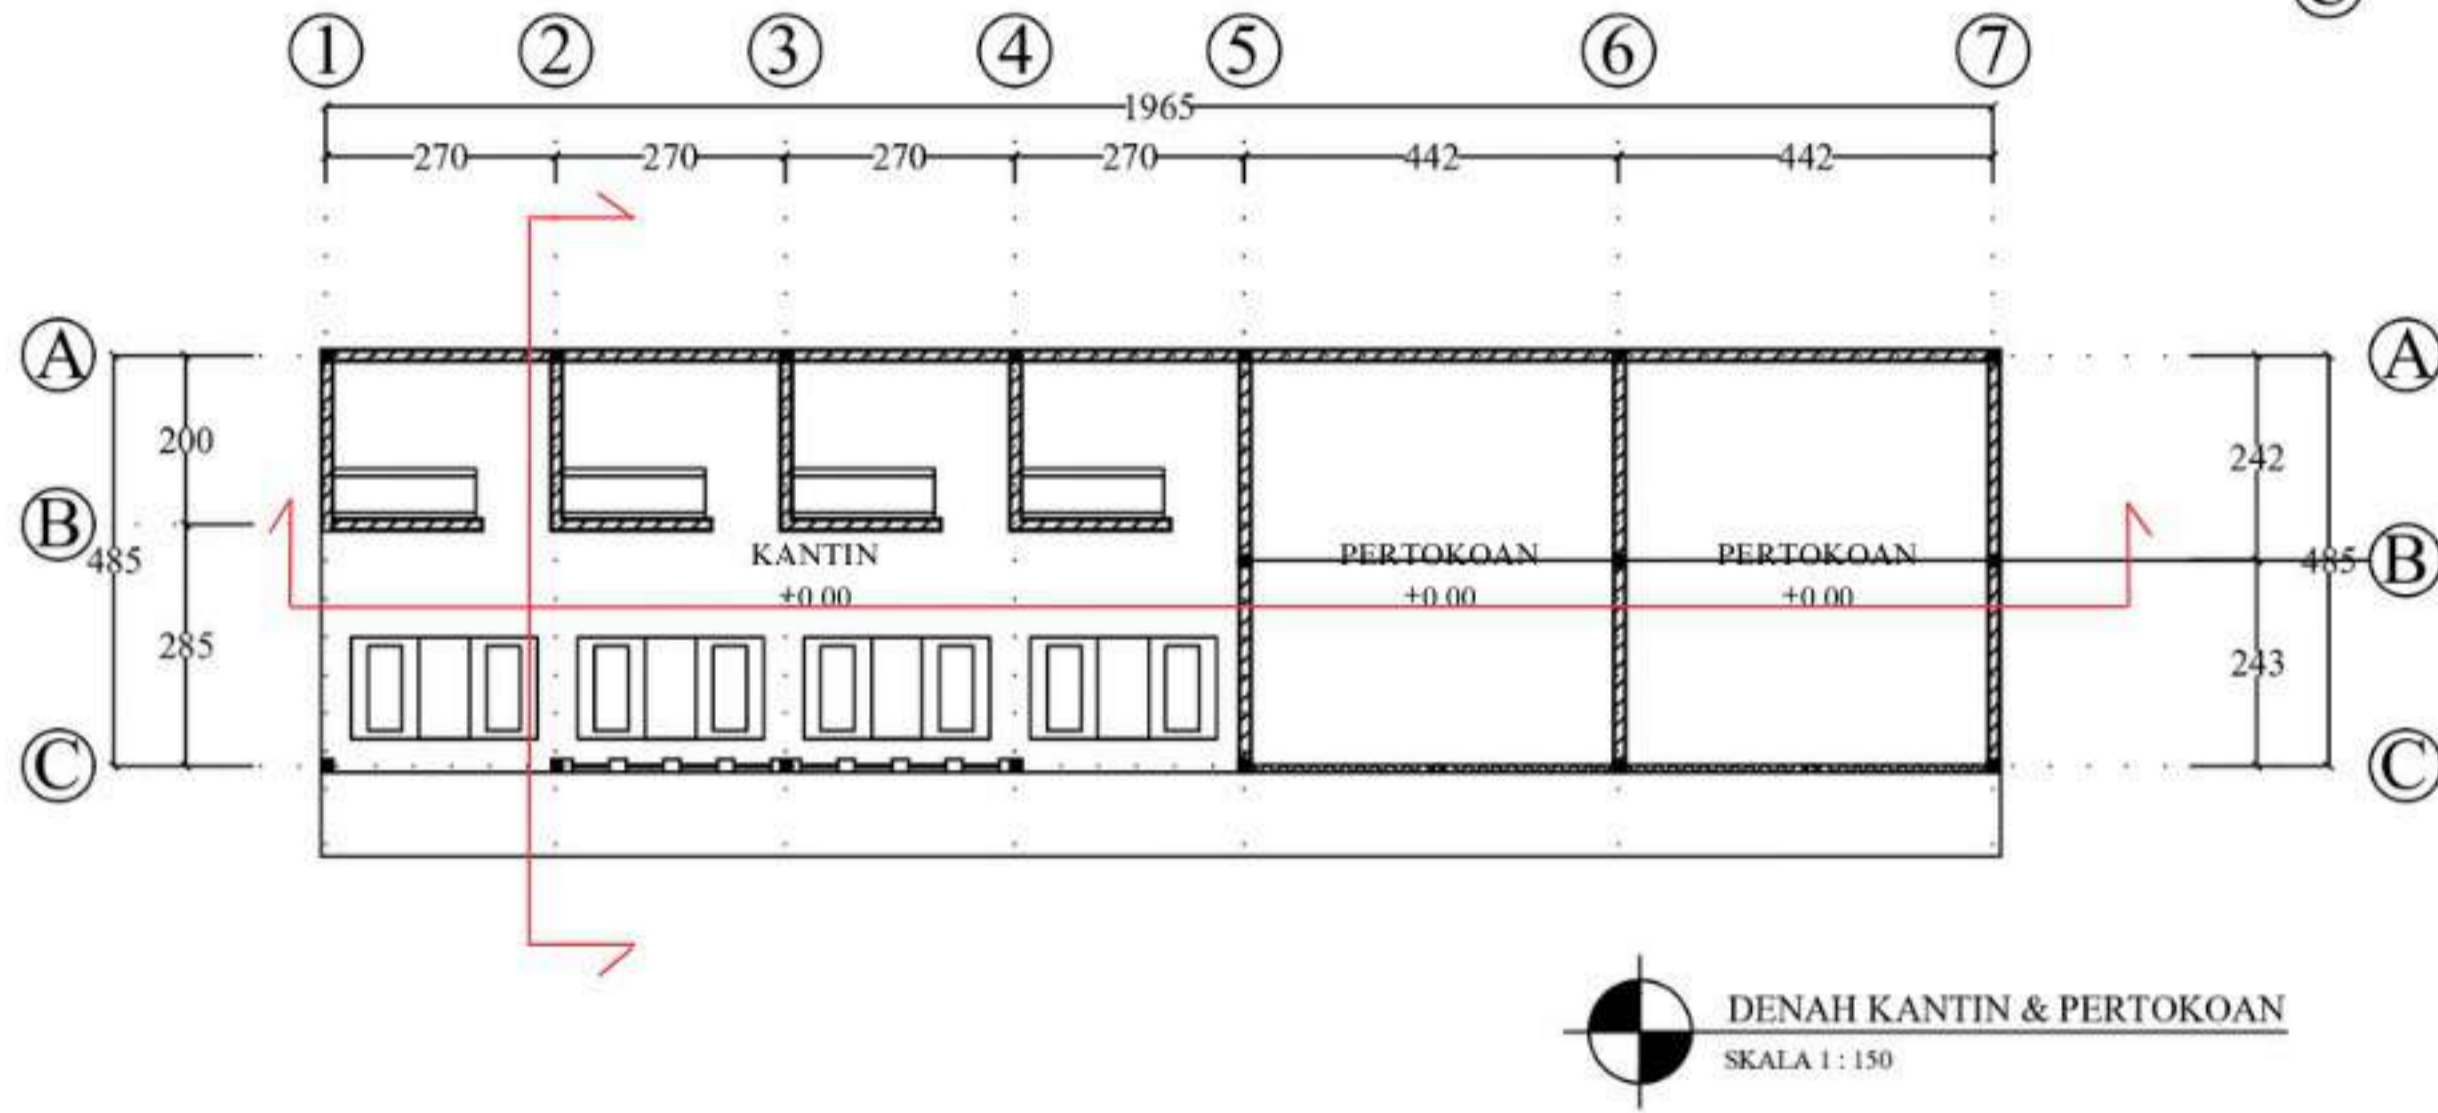 1 2 3 4 5 6 7
1965
270 270 270 270 442 442
A A
200 242
B
KANTIN PERTOKOAN PERTOKOAN
485 485 B
+0.00 +0.00 +0.00
285 243
C C
DENAH KANTIN & PERTOKOAN
SKALA 1 : 150